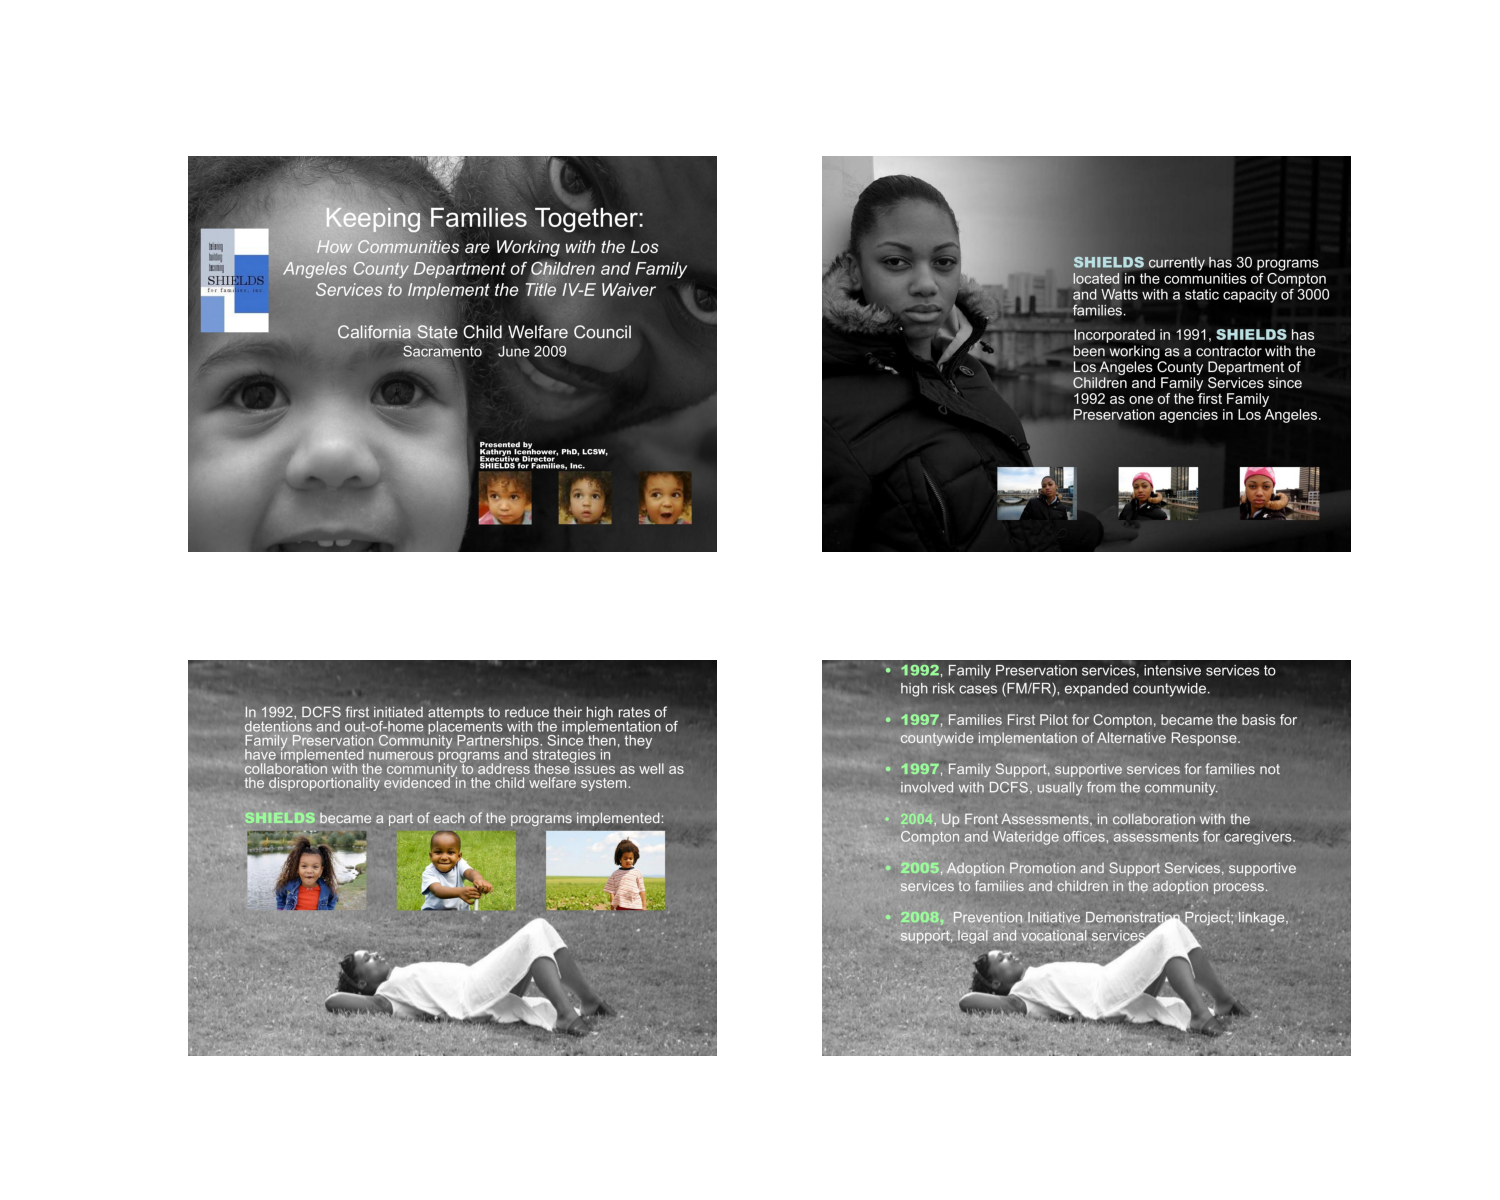 Keeping Families Together:
How Communities are Working with the Los
Angeles County Department of Children and Family
Services to Implement the Title IV-E Waiver
California State Child Welfare Council
Sacramento June 2009
believing
building
becoming
SHIELDS
for families, inc.
Presented by
Kathryn Icenhower, PhD, LCSW,
Executive Director
SHIELDS for Families, Inc.
SHIELDS currently has 30 programs
located in the communities of Compton
and Watts with a static capacity of 3000
families.
Incorporated in 1991, SHIELDS has
been working as a contractor with the
Los Angeles County Department of
Children and Family Services since
1992 as one of the first Family
Preservation agencies in Los Angeles.
In 1992, DCFS first initiated attempts to reduce their high rates of
detentions and out-of-home placements with the implementation of
Family Preservation Community Partnerships. Since then, they
have implemented numerous programs and strategies in
collaboration with the community to address these issues as well as
the disproportionality evidenced in the child welfare system.
SHIELDS became a part of each of the programs implemented:
• 1992, Family Preservation services, intensive services to
high risk cases (FM/FR), expanded countywide.
• 1997, Families First Pilot for Compton, became the basis for
countywide implementation of Alternative Response.
• 1997, Family Support, supportive services for families not
involved with DCFS, usually from the community.
• 2004, Up Front Assessments, in collaboration with the
Compton and Wateridge offices, assessments for caregivers.
• 2005, Adoption Promotion and Support Services, supportive
services to families and children in the adoption process.
• 2008, Prevention Initiative Demonstration Project; linkage,
support, legal and vocational services